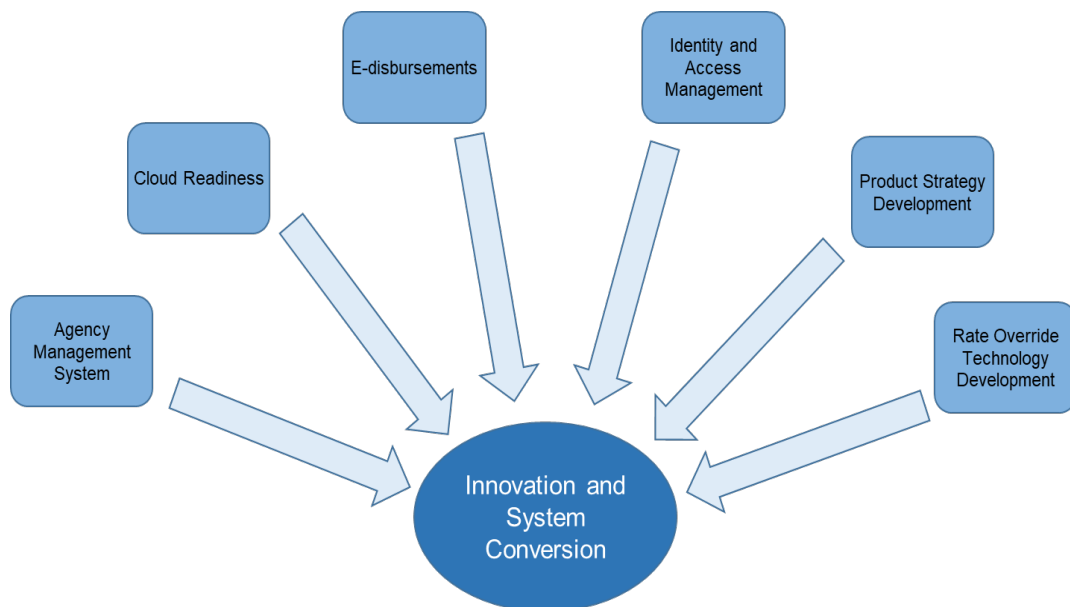 E-disbursements
Identity and
Access
Management
Cloud Readiness
Product Strategy
Development
Agency
Management
System
Rate Override
Technology
Development
Innovation and
System
Conversion